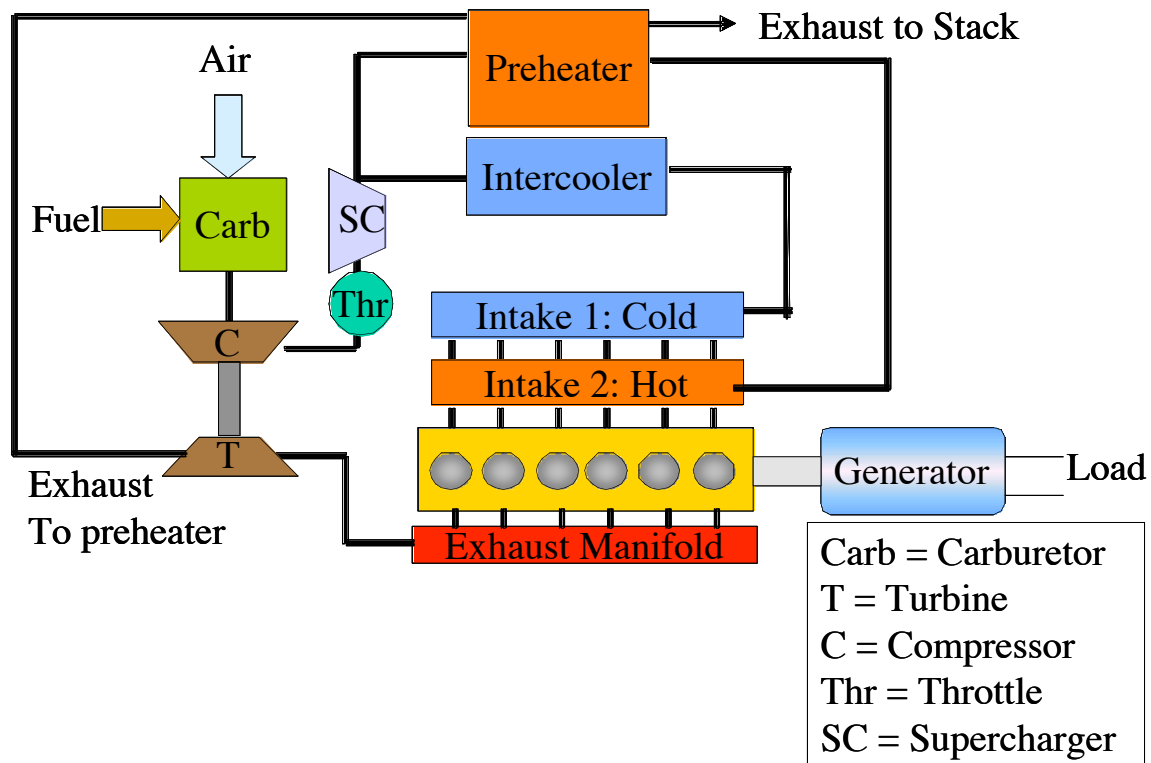 Exhaust to Stack
Preheater
Air
Intercooler
Fuel
Carb
SC
Thr
Intake 1: Cold
C
Intake 2: Hot
T
Generator
Load
Exhaust
To preheater
Exhaust Manifold
Carb = Carburetor
T = Turbine
C = Compressor
Thr = Throttle
SC = Supercharger